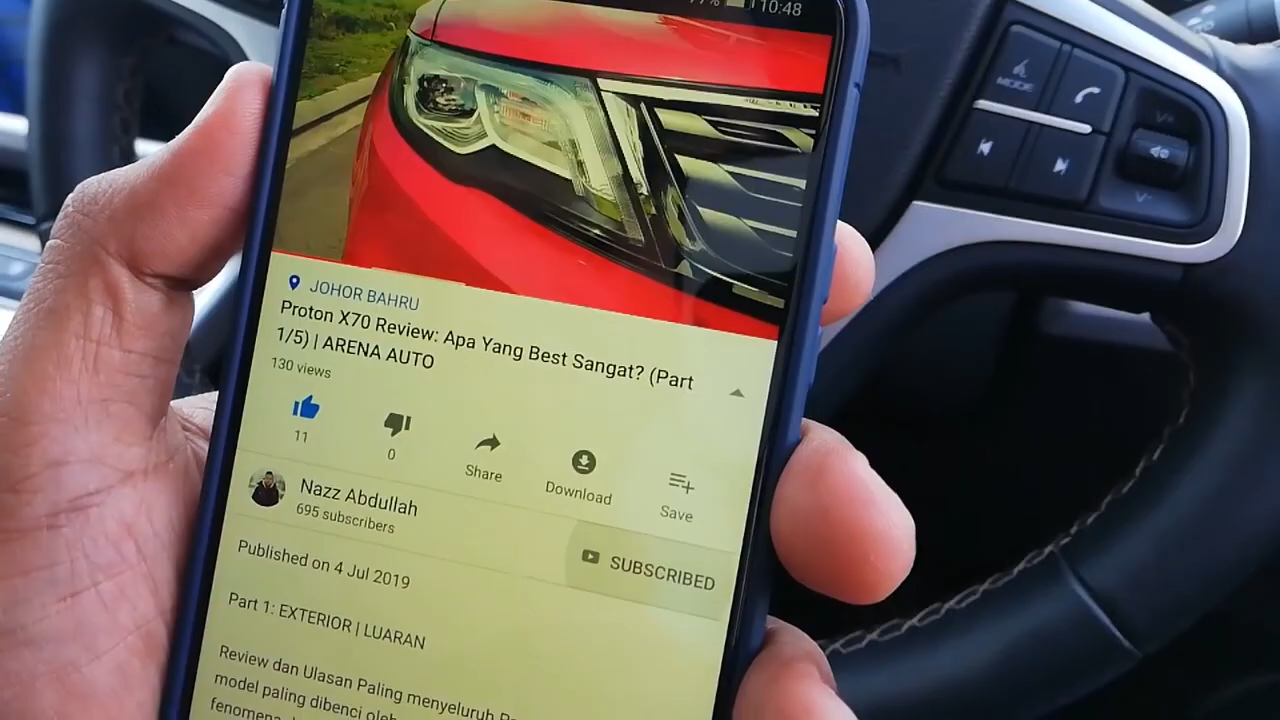 10:48
MODE
V+
V-
JOHOR BAHRU
Proton X70 Review: Apa Yang Best Sangat? (Part
1/5) | ARENA AUTO
130 views
11
0
Share
Download
Save
Nazz Abdullah
695 subscribers
SUBSCRIBED
Published on 4 Jul 2019
Part 1: EXTERIOR | LUARAN
Review dan Ulasan Paling menyeluruh
model paling dibenci oleh